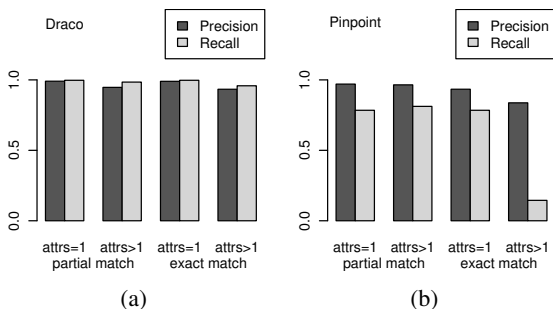 Draco
Precision
Recall
1.0
0.5
0.0
attrs=1 attrs>1 attrs=1 attrs>1
partial match exact match
(a)
Pinpoint
Precision
Recall
1.0
0.5
0.0
attrs=1 attrs>1 attrs=1 attrs>1
partial match exact match
(b)